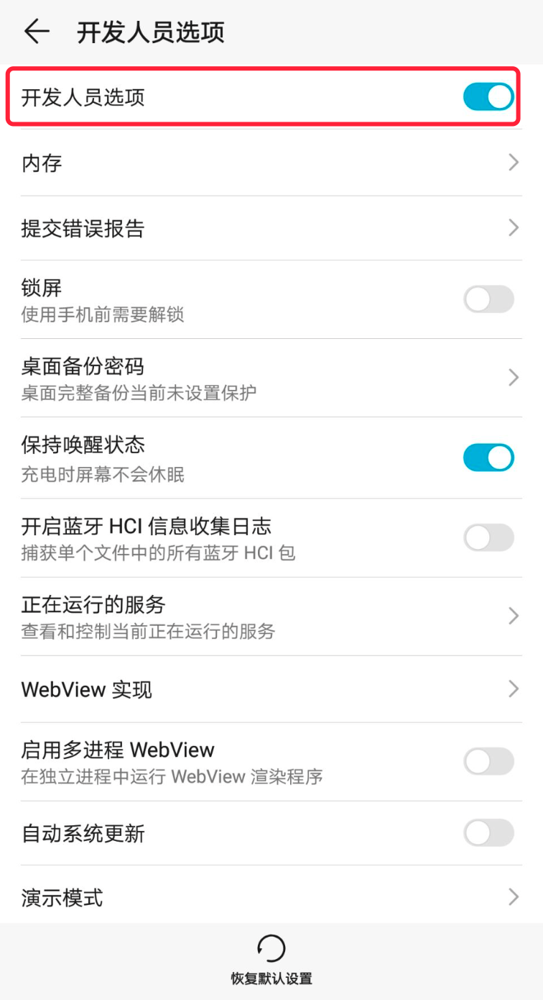 开发人员选项
开发人员选项
内存
提交错误报告
锁屏
使用手机前需要解锁
桌面备份密码
桌面完整备份当前未设置保护
保持唤醒状态
充电时屏幕不会休眠
开启蓝牙 HCI 信息收集日志
捕获单个文件中的所有蓝牙 HCI 包
正在运行的服务
查看和控制当前正在运行的服务
WebView 实现
启用多进程 WebView
在独立进程中运行 WebView 渲染程序
自动系统更新
演示模式
恢复默认设置